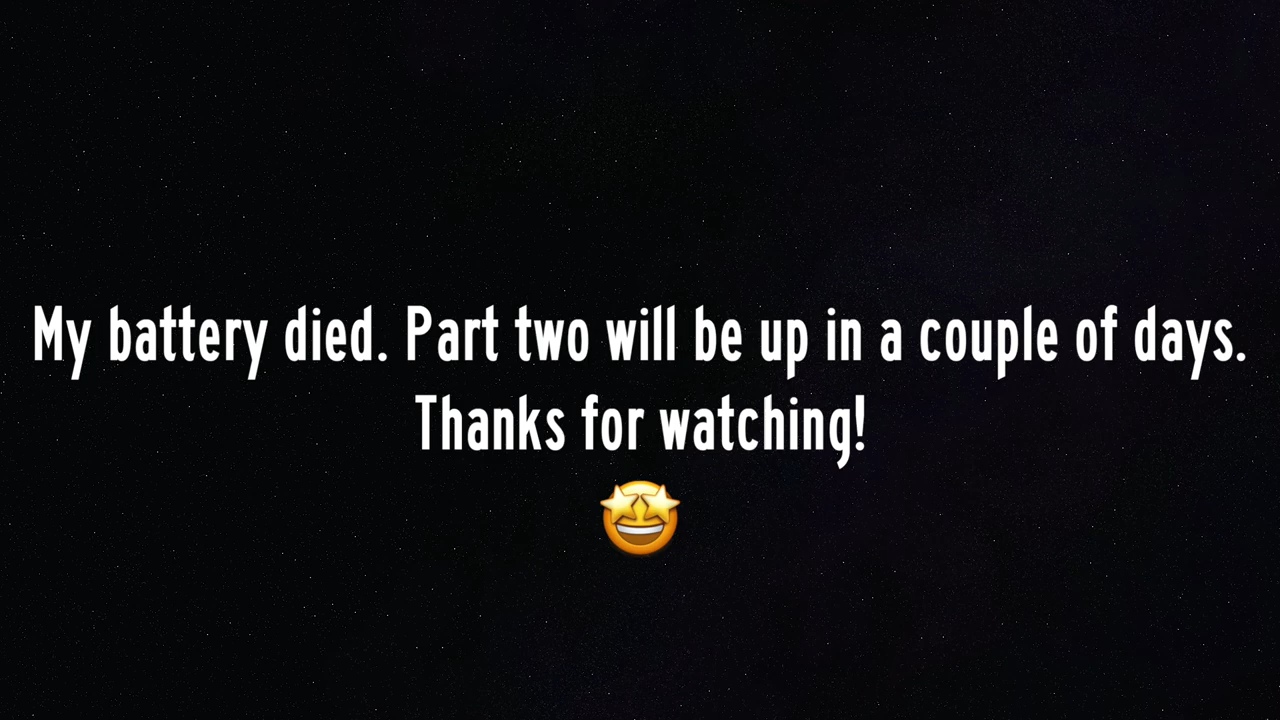 My battery died. Part two will be up in a couple of days.
Thanks for watching!
🤩